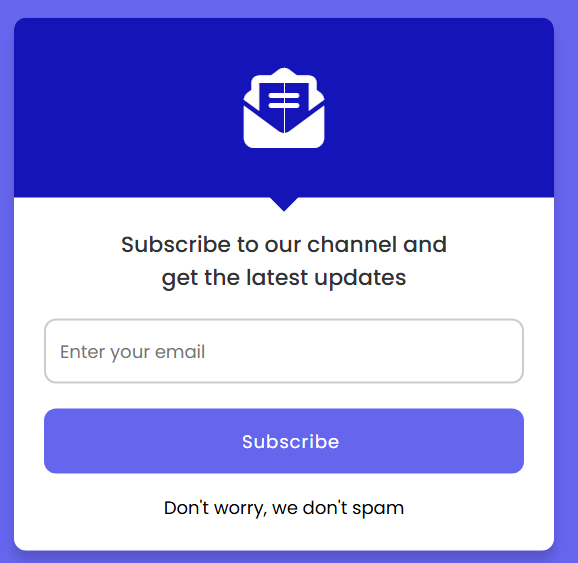 Subscribe to our channel and
get the latest updates
Enter your email
Subscribe
Don't worry, we don't spam